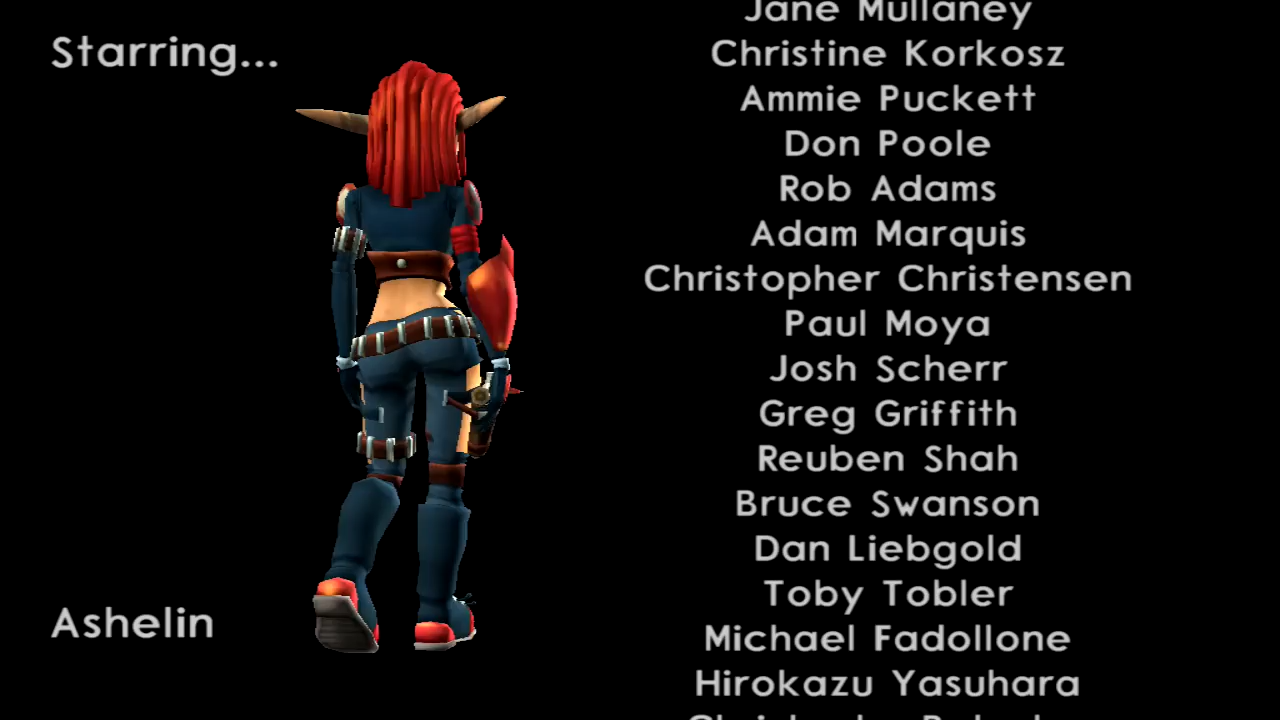 Starring...
Ashelin
Jane Mullaney
Christine Korkosz
Ammie Puckett
Don Poole
Rob Adams
Adam Marquis
Christopher Christensen
Paul Moya
Josh Scherr
Greg Griffith
Reuben Shah
Bruce Swanson
Dan Liebgold
Toby Tobler
Michael Fadollone
Hirokazu Yasuhara